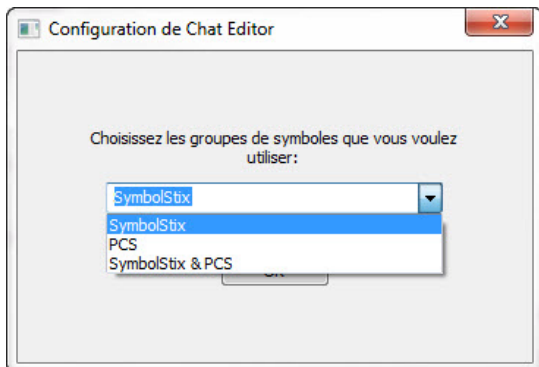 Configuration de Chat Editor
Choisissez les groupes de symboles que vous voulez
utiliser:
SymbolStix
SymbolStix
PCS
SymbolStix & PCS